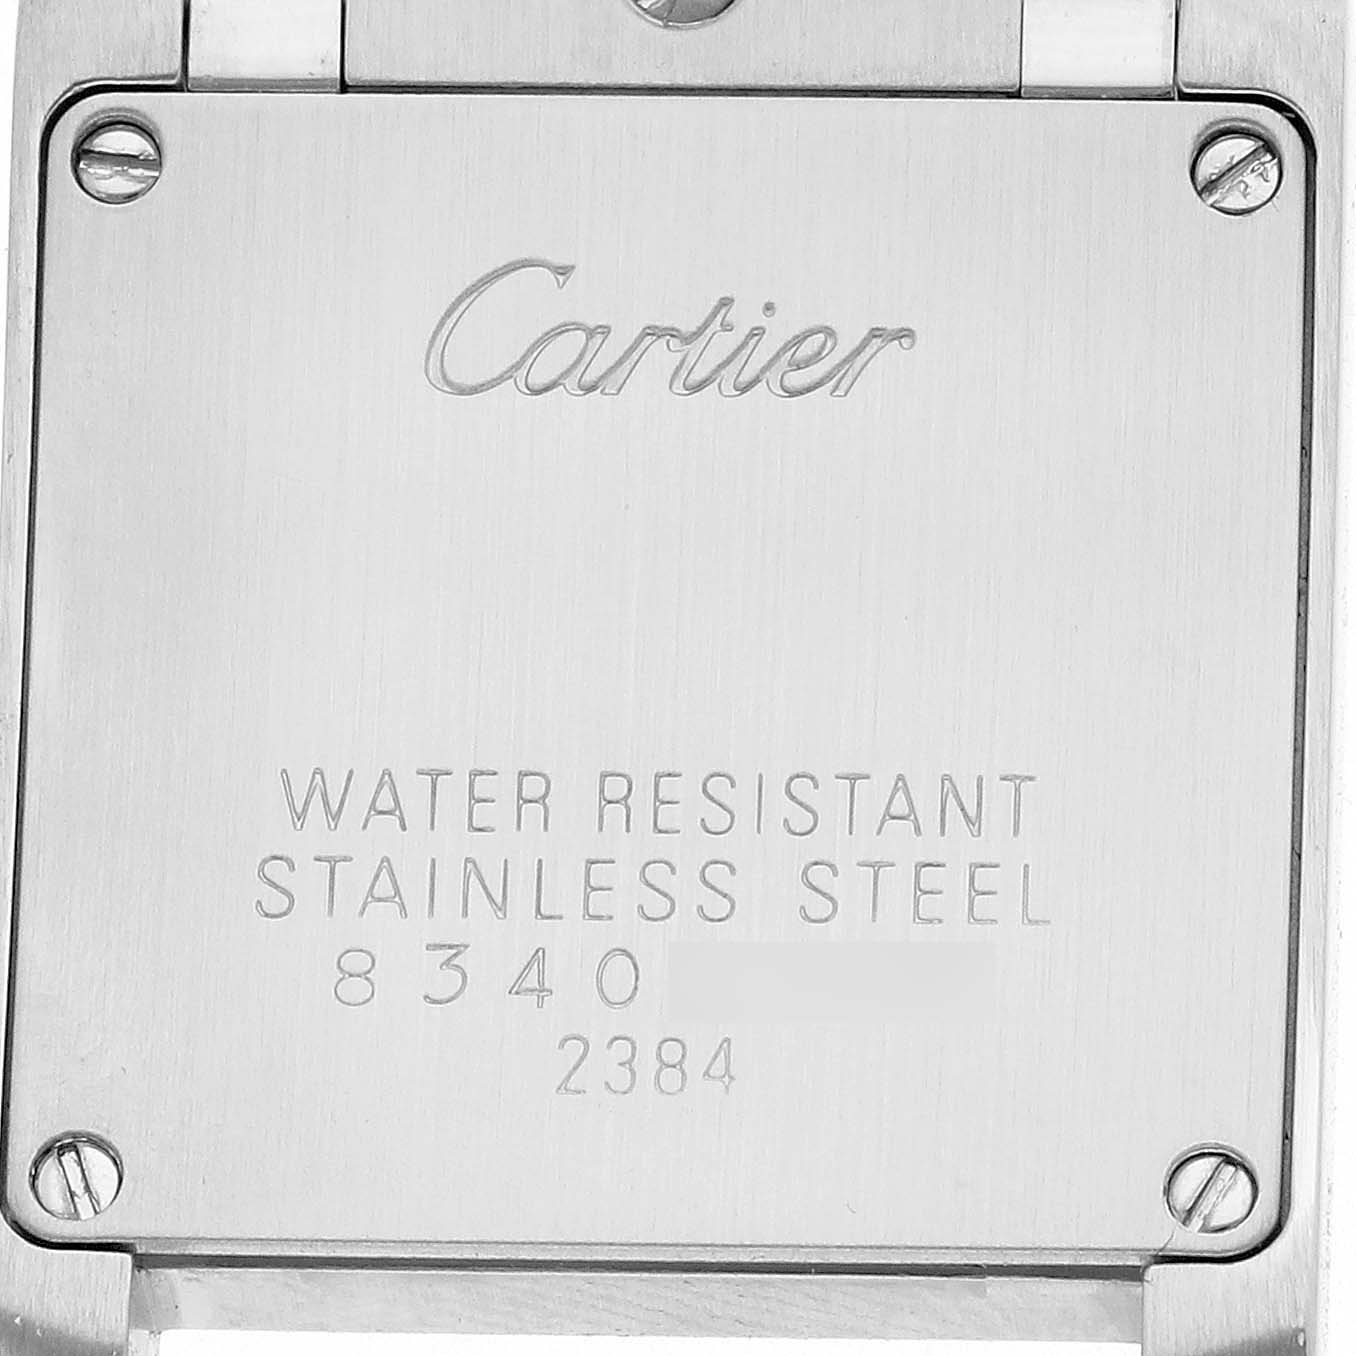 Cartier
WATER RESISTANT
STAINLESS STEEL
8340
2384